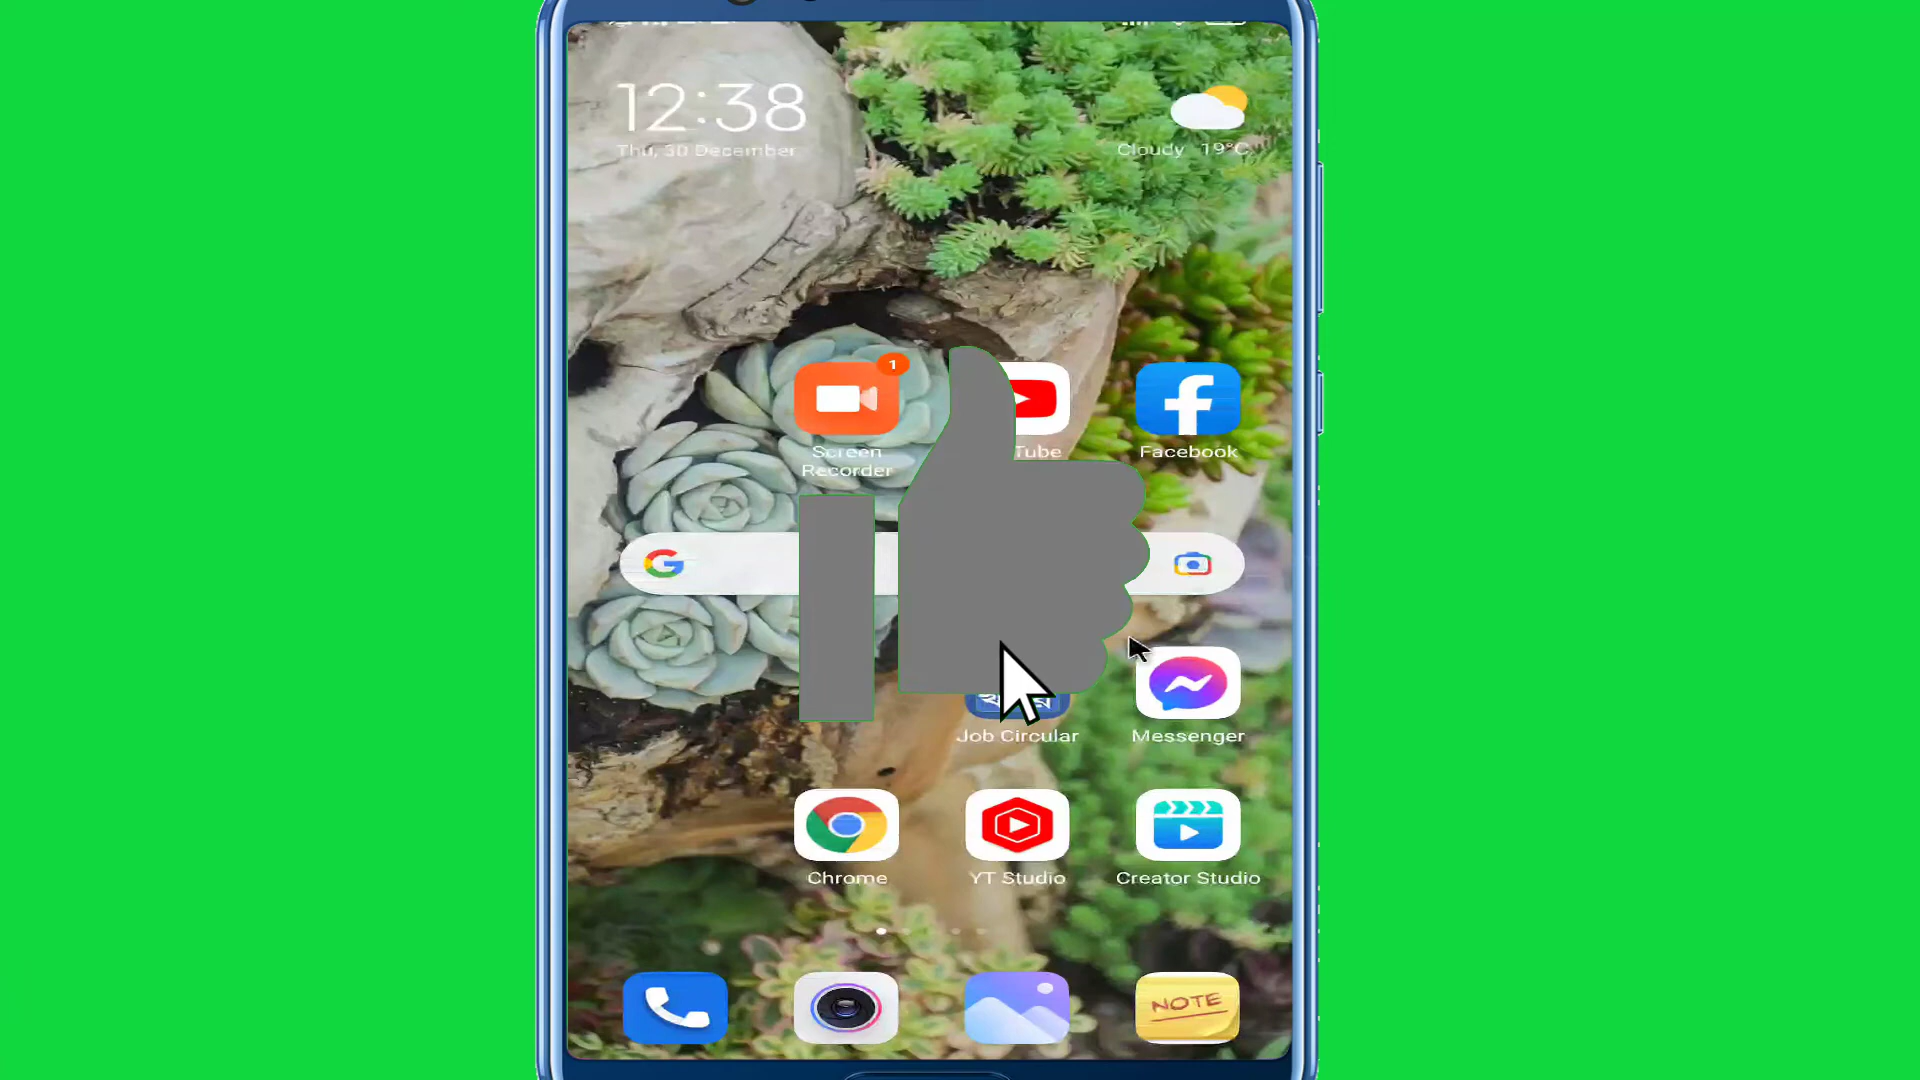 12:38
Thu, 30 December
Cloudy 19°C
1
Screen
Recorder
Tube
Facebook
Job Circular
Messenger
Chrome
YT Studio
Creator Studio
NOTE